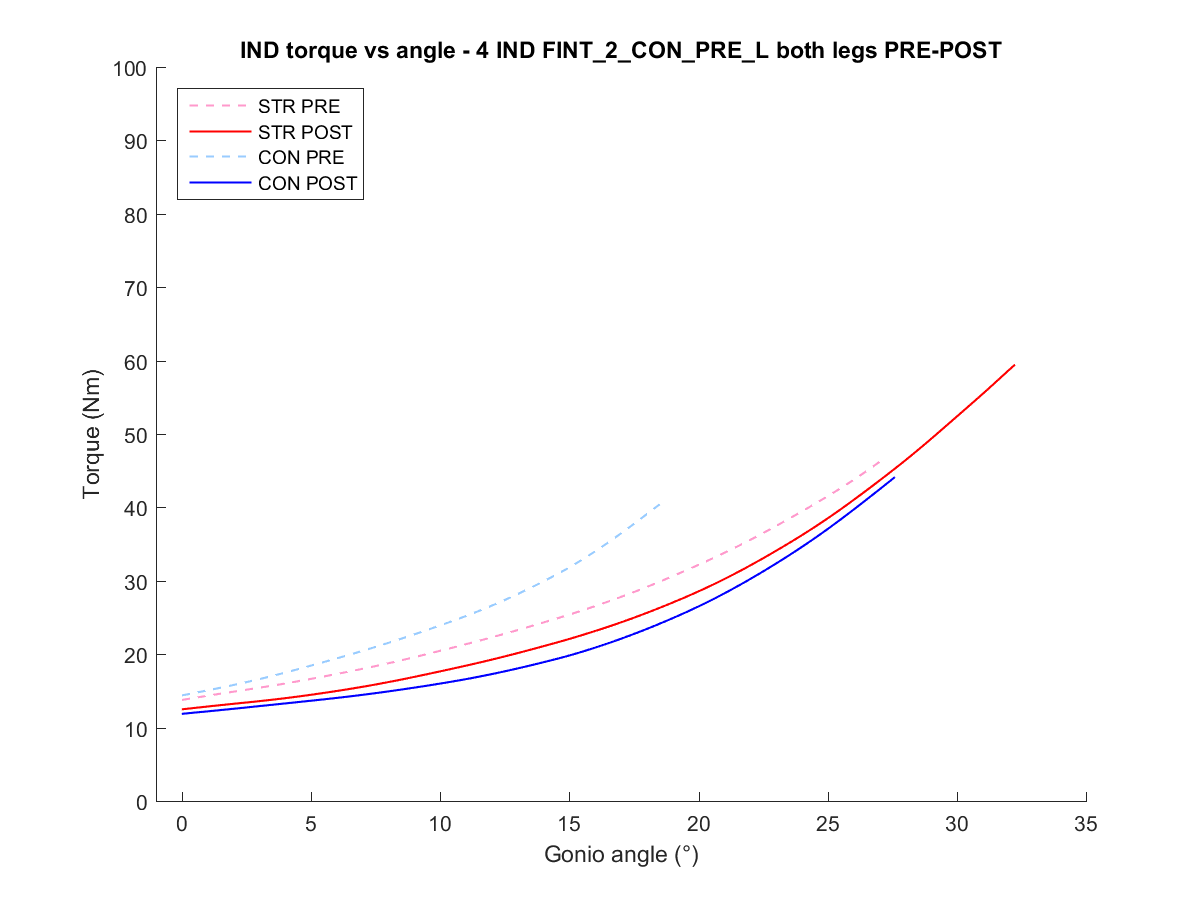 IND torque vs angle - 4 IND FINT_2_CON_PRE_L both legs PRE-POST
100
90
80
70
60
50
40
30
20
10
0
STR PRE
STR POST
CON PRE
CON POST
Torque (Nm)
0 5 10 15 20 25 30 35
Gonio angle (°)